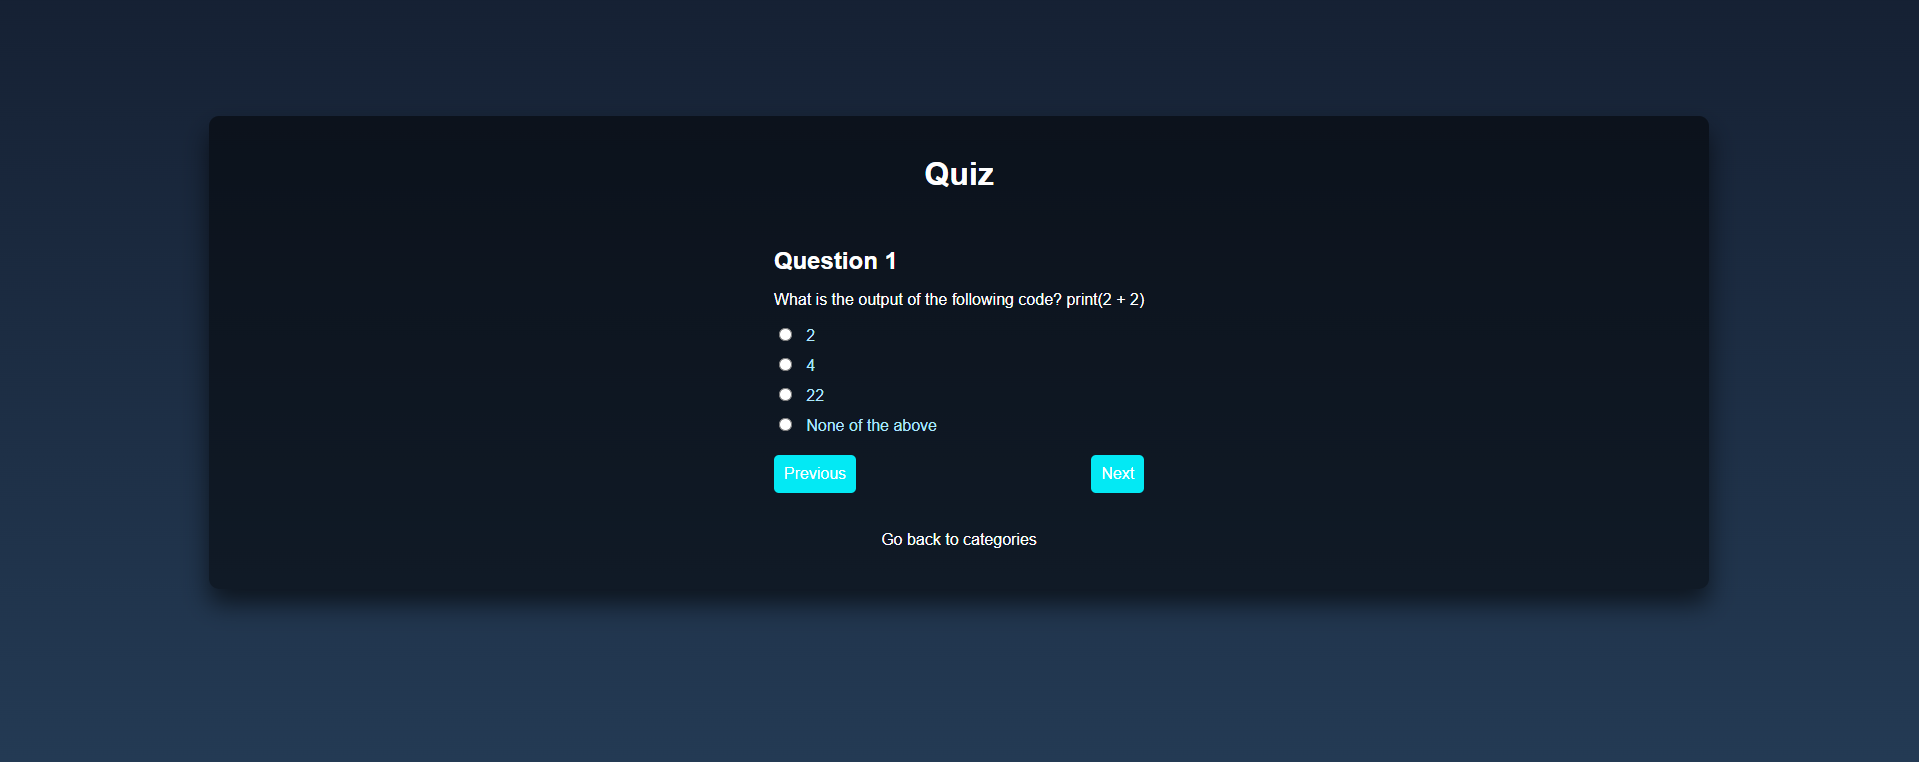 Quiz
Question 1
What is the output of the following code? print(2 + 2)
2
4
22
None of the above
Previous
Next
Go back to categories